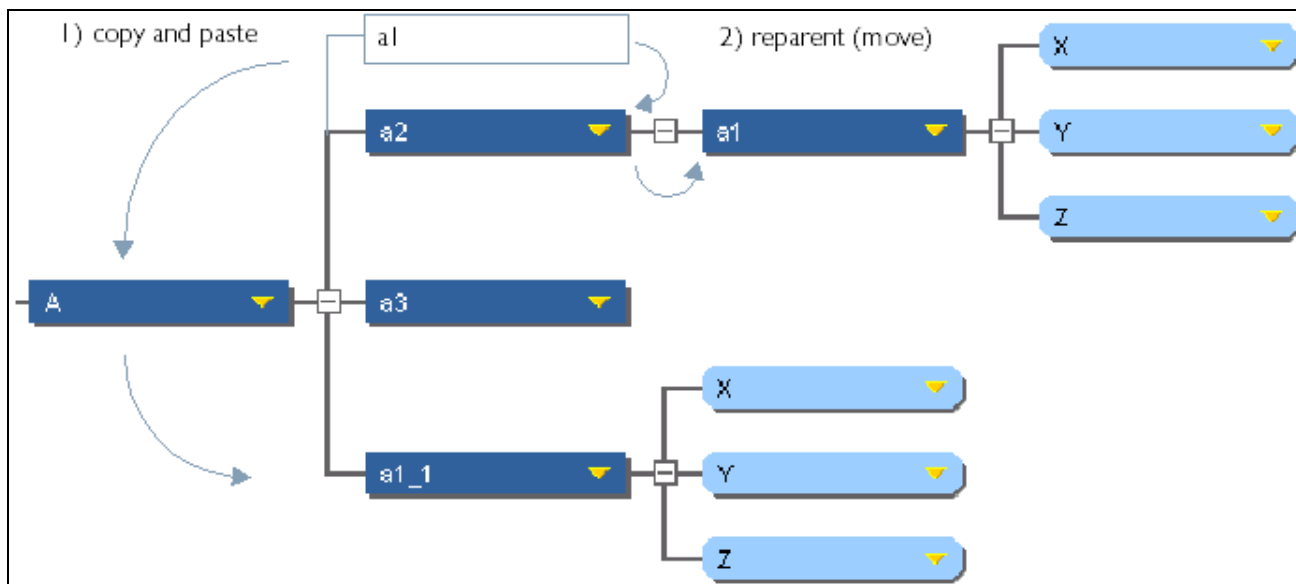 1) copy and paste
a1
2) reparent (move)
X
a2
a1
Y
Z
A
a3
X
a1_1
Y
Z